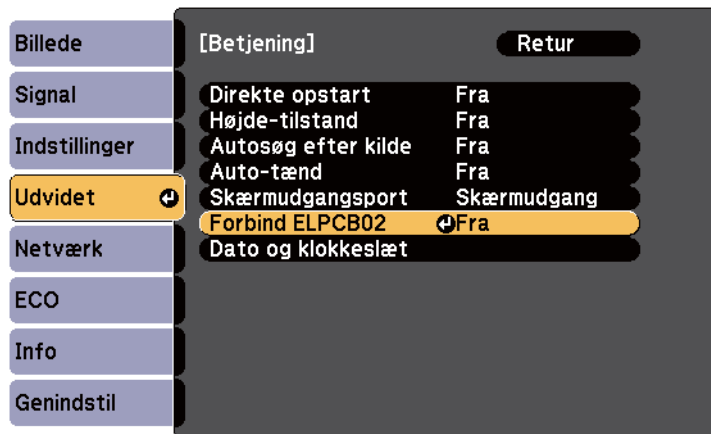 Billede
Signal
Indstillinger
Udvidet
Netværk
ECO
Info
Genindstil
[Betjening] Retur
Direkte opstart Fra
Højde-tilstand Fra
Autosøg efter kilde Fra
Auto-tænd Fra
Skærmudgangsport Skærmudgang
Forbind ELPCB02 Fra
Dato og klokkeslæt